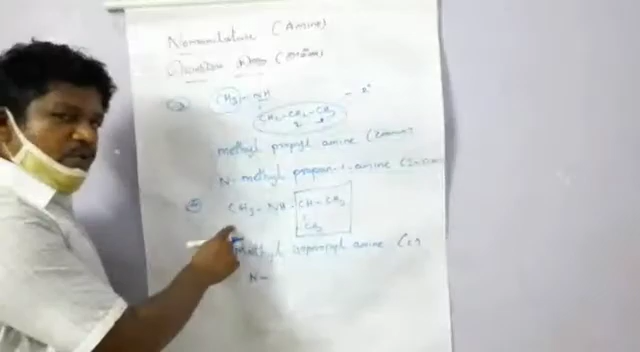 Nomenclature (Amine)
CH3-NH - 2°
CH2-CH2-CH3
2
methyl propyl amine
N-methyl propan-1-amine
CH3-NH-CH-CH3
CH3
Methyl isopropyl amine
N-